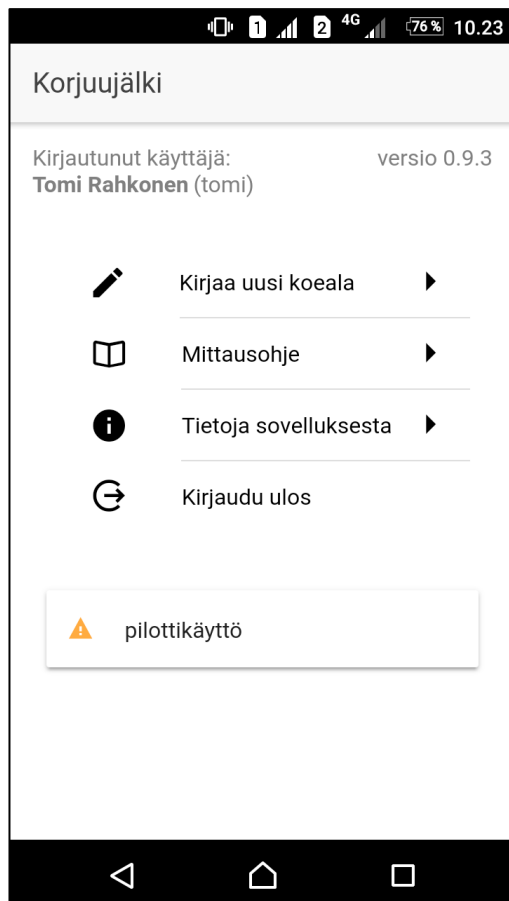 1 2 4G 76% 10.23
Korjuujälki
Kirjautunut käyttäjä: versio 0.9.3
Tomi Rahkonen (tomi)
Kirjaa uusi koeala
Mittausohje
Tietoja sovelluksesta
Kirjaudu ulos
pilottikäyttö